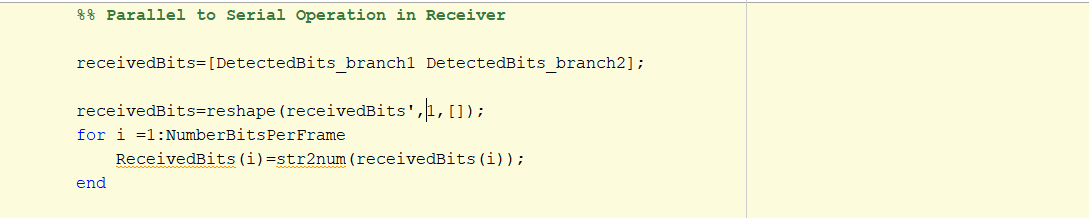 %% Parallel to Serial Operation in Receiver
receivedBits=[DetectedBits_branch1 DetectedBits_branch2];
receivedBits=reshape(receivedBits',1,[]);
for i =1:NumberBitsPerFrame
ReceivedBits(i)=str2num(receivedBits(i));
end